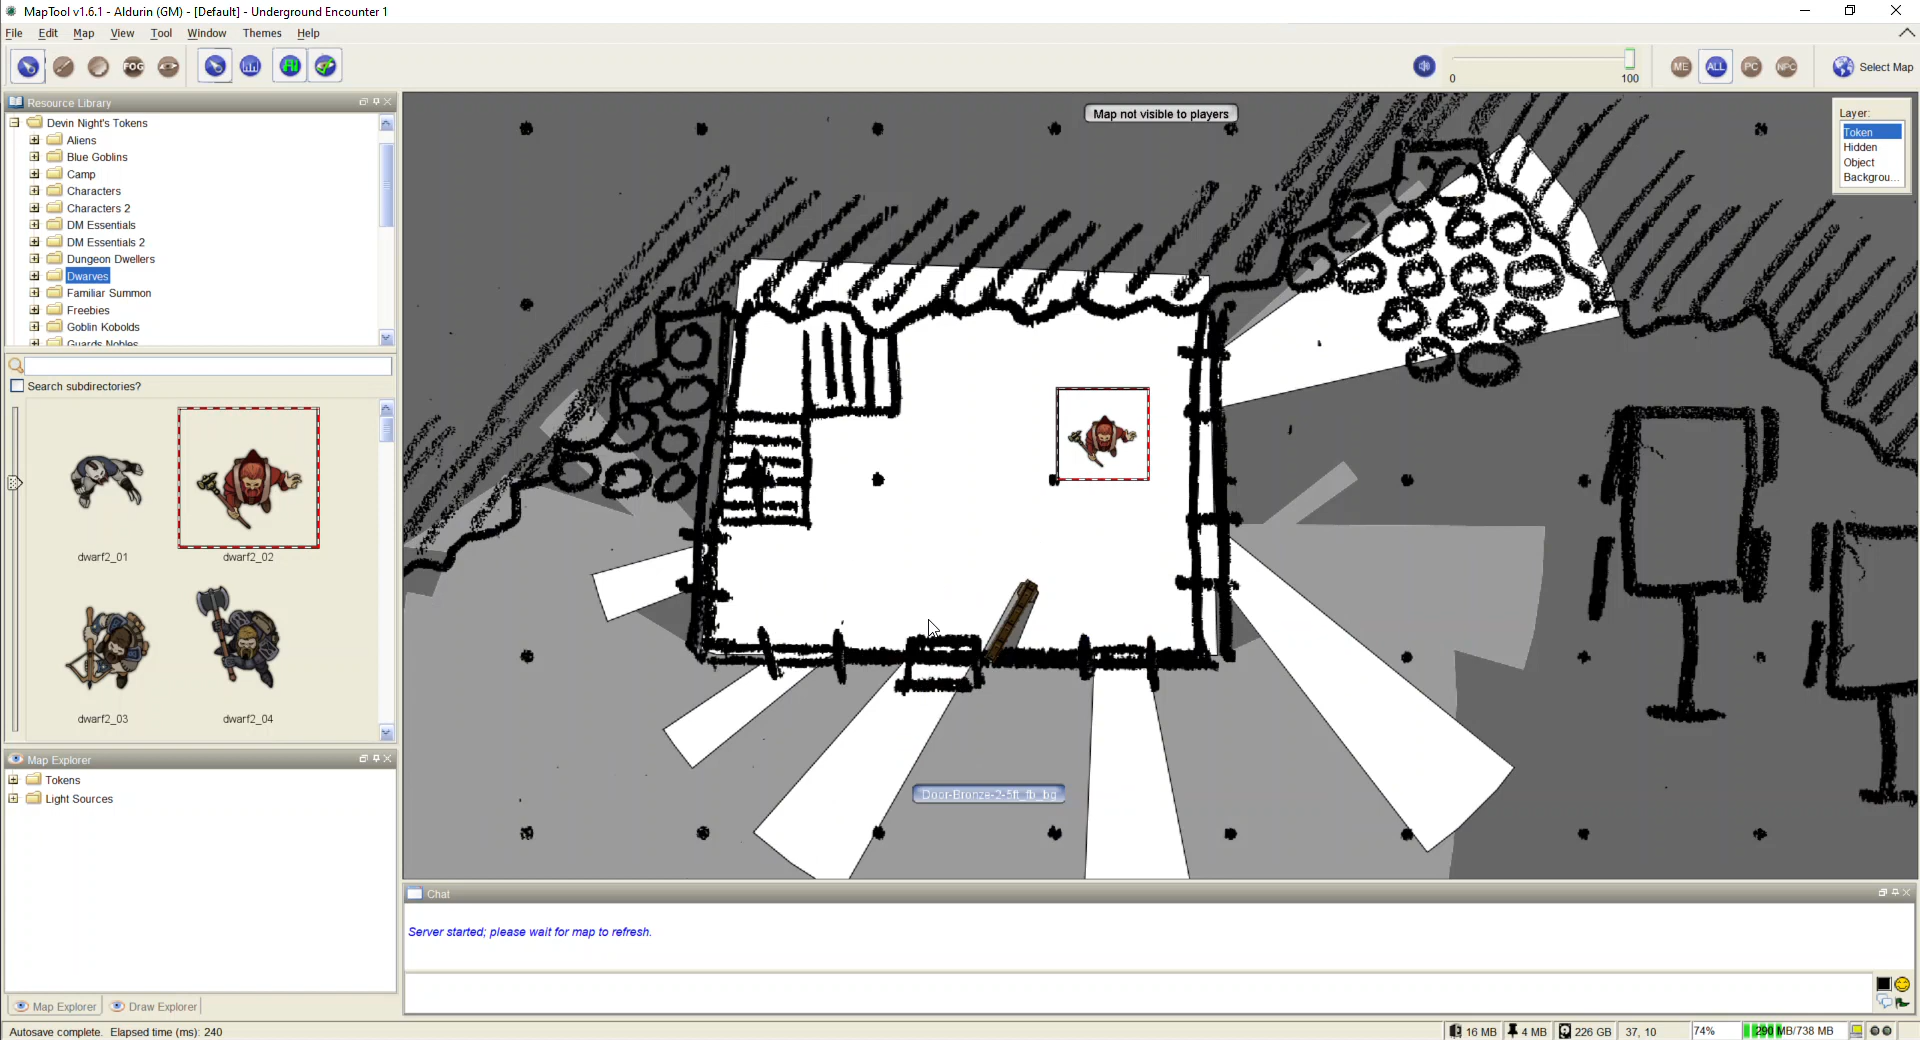 MapTool v1.6.1 - Aldurin (GM) - [Default] - Underground Encounter 1
File Edit Map View Tool Window Themes Help
FOG
0 100
ME ALL PC NPC Select Map
Resource Library
Devin Night's Tokens
Aliens
Blue Goblins
Camp
Characters
Characters 2
DM Essentials
DM Essentials 2
Dungeon Dwellers
Dwarves
Familiar Summon
Freebies
Goblin Kobolds
Guards Nobles
Search subdirectories?
dwarf2_01 dwarf2_02
dwarf2_03 dwarf2_04
Map Explorer
Tokens
Light Sources
Map Explorer Draw Explorer
Map not visible to players
Layer:
Token
Hidden
Object
Backgrou...
Door-Bronze-2-5ft_fb_bg
Chat
Server started; please wait for map to refresh.
Autosave complete. Elapsed time (ms): 240
16 MB 4 MB 226 GB 37, 10 74% 290 MB/738 MB